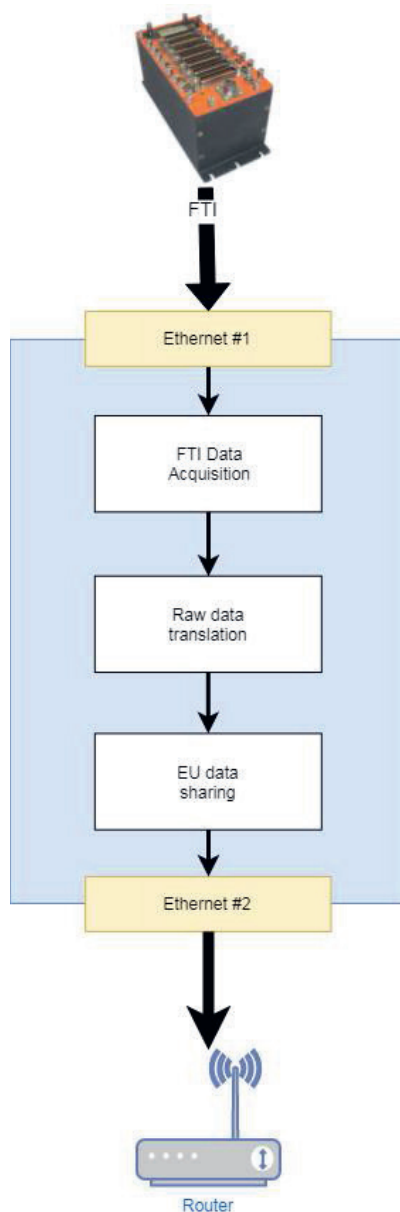 FTI
Ethernet #1
FTI Data
Acquisition
Raw data
translation
EU data
sharing
Ethernet #2
Router